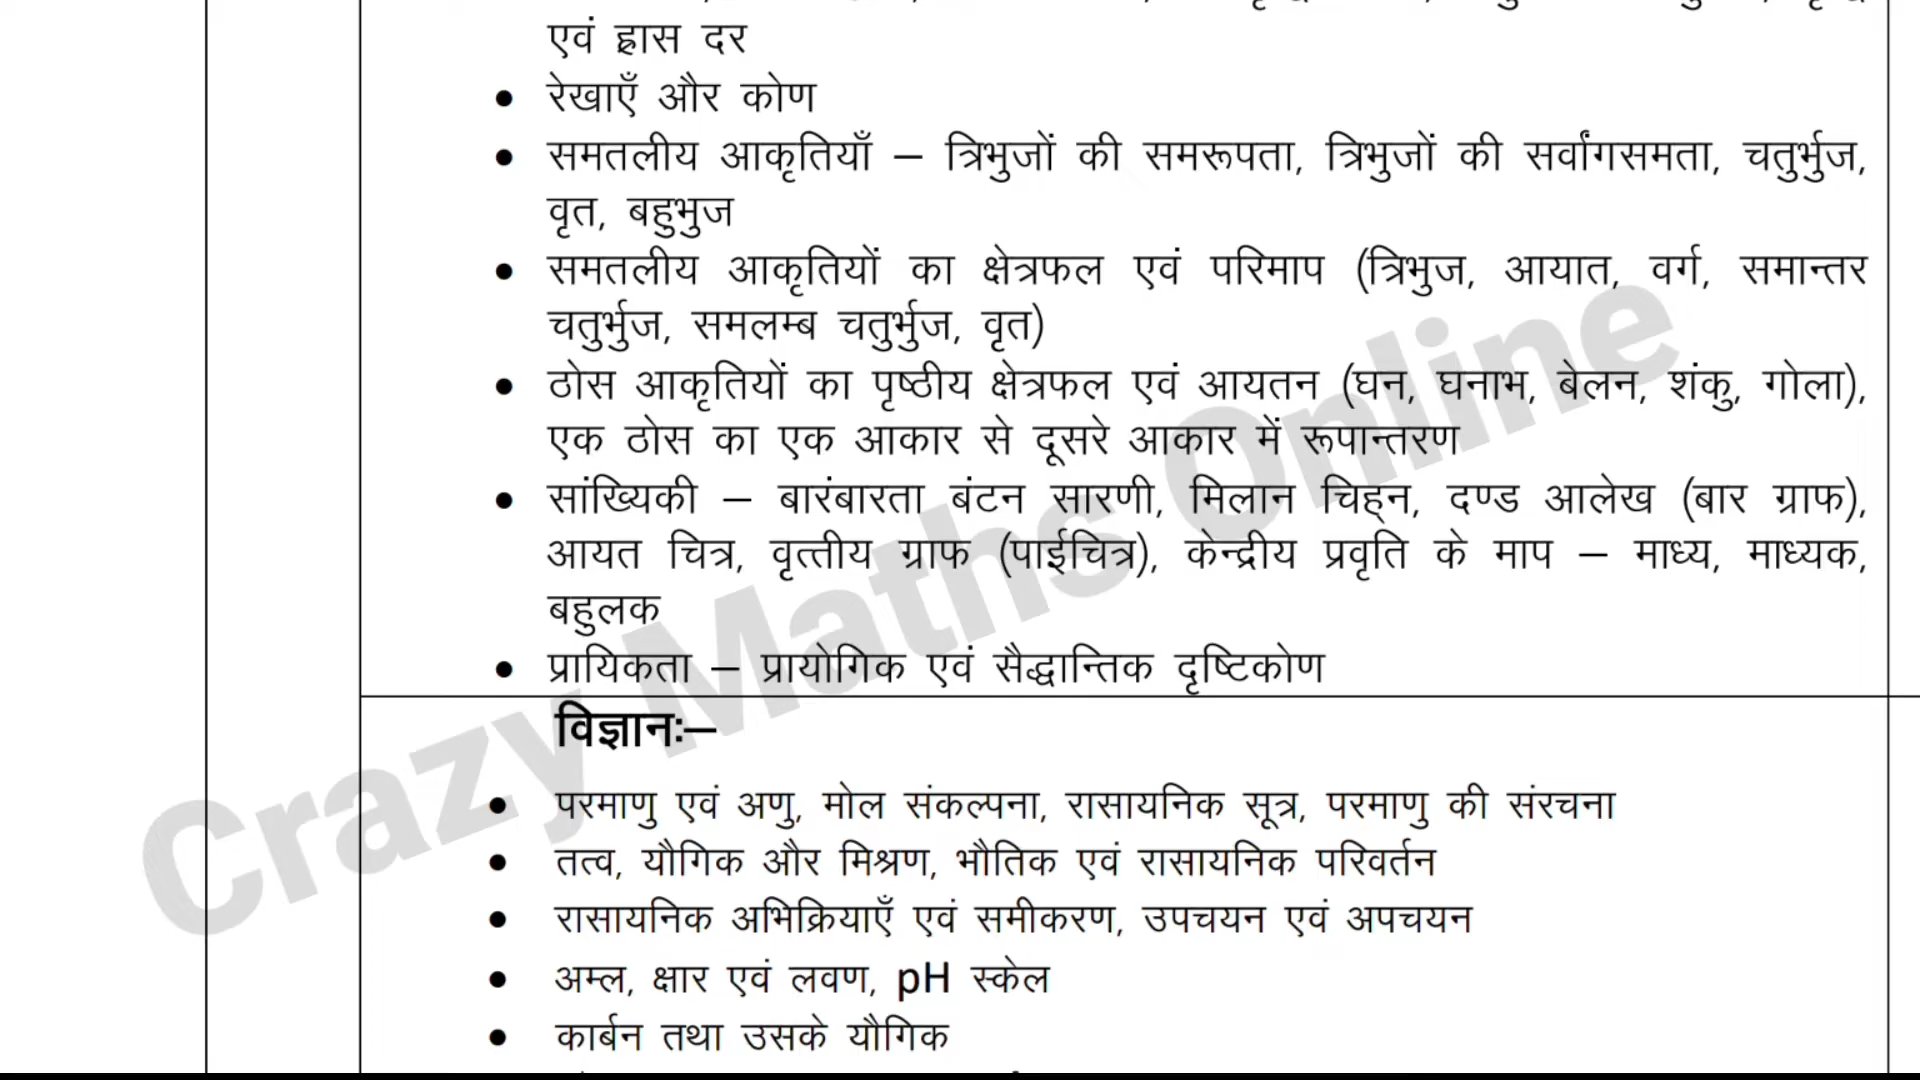 एवं ह्रास दर
• रेखाएँ और कोण
• समतलीय आकृतियाँ – त्रिभुजों की समरूपता, त्रिभुजों की सर्वांगसमता, चतुर्भुज,
वृत, बहुभुज
• समतलीय आकृतियों का क्षेत्रफल एवं परिमाप (त्रिभुज, आयात, वर्ग, समान्तर
चतुर्भुज, समलम्ब चतुर्भुज, वृत)
• ठोस आकृतियों का पृष्ठीय क्षेत्रफल एवं आयतन (घन, घनाभ, बेलन, शंकु, गोला),
एक ठोस का एक आकार से दूसरे आकार में रूपान्तरण
• सांख्यिकी – बारंबारता बंटन सारणी, मिलान चिह्न, दण्ड आलेख (बार ग्राफ),
आयत चित्र, वृत्तीय ग्राफ (पाईचित्र), केन्द्रीय प्रवृति के माप – माध्य, माध्यक,
बहुलक
• प्रायिकता – प्रायोगिक एवं सैद्धान्तिक दृष्टिकोण
विज्ञानः–
• परमाणु एवं अणु, मोल संकल्पना, रासायनिक सूत्र, परमाणु की संरचना
• तत्व, यौगिक और मिश्रण, भौतिक एवं रासायनिक परिवर्तन
• रासायनिक अभिक्रियाएँ एवं समीकरण, उपचयन एवं अपचयन
• अम्ल, क्षार एवं लवण, pH स्केल
• कार्बन तथा उसके यौगिक
Crazy Maths Online